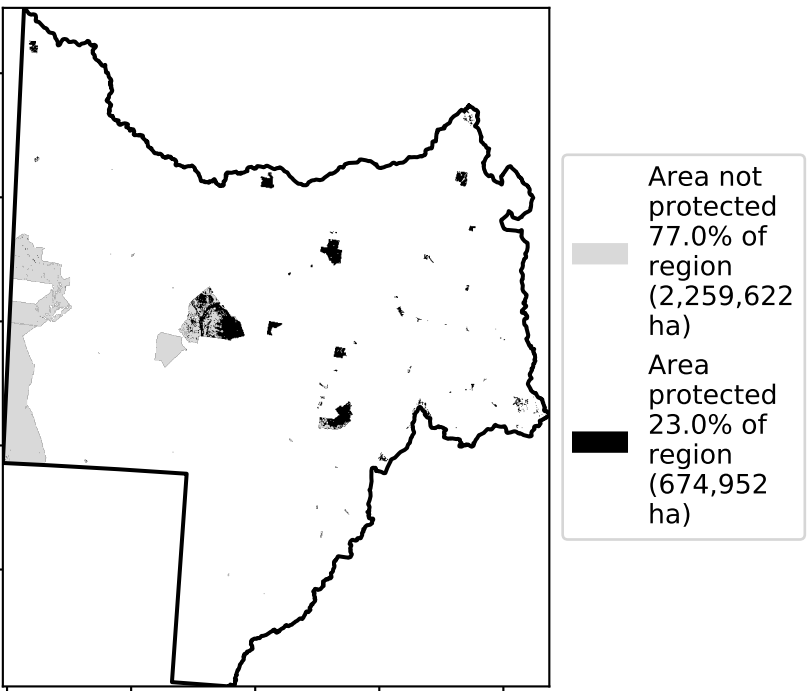 Area not
protected
77.0% of
region
(2,259,622
ha)
Area
protected
23.0% of
region
(674,952
ha)